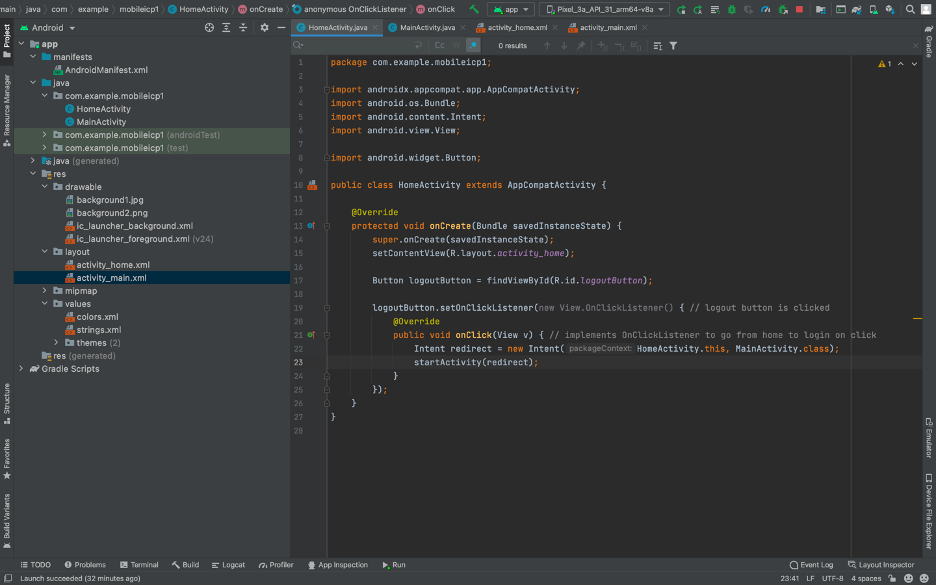 main java com example mobileicp1 HomeActivity onCreate anonymous OnClickListener onClick app Pixel_3a_API_31_arm64-v8a
Android
HomeActivity.java MainActivity.java activity_home.xml activity_main.xml
Cc W .* 0 results
Project
Resource Manager
Structure
Favorites
Build Variants
app
manifests
AndroidManifest.xml
java
com.example.mobileicp1
HomeActivity
MainActivity
com.example.mobileicp1 (androidTest)
com.example.mobileicp1 (test)
java (generated)
res
drawable
background1.jpg
background2.png
ic_launcher_background.xml
ic_launcher_foreground.xml (v24)
layout
activity_home.xml
activity_main.xml
mipmap
values
colors.xml
strings.xml
themes (2)
res (generated)
Gradle Scripts
1 package com.example.mobileicp1;
2
3 import androidx.appcompat.app.AppCompatActivity;
4 import android.os.Bundle;
5 import android.content.Intent;
6 import android.view.View;
7
8 import android.widget.Button;
9
10 public class HomeActivity extends AppCompatActivity {
11
12 @Override
13 protected void onCreate(Bundle savedInstanceState) {
14 super.onCreate(savedInstanceState);
15 setContentView(R.layout.activity_home);
16
17 Button logoutButton = findViewById(R.id.logoutButton);
18
19 logoutButton.setOnClickListener(new View.OnClickListener() { // logout button is clicked
20 @Override
21 public void onClick(View v) { // implements OnClickListener to go from home to login on click
22 Intent redirect = new Intent( packageContext: HomeActivity.this, MainActivity.class);
23 startActivity(redirect);
24 }
25 });
26 }
27 }
28
1
Gradle
Emulator
Device File Explorer
TODO Problems Terminal Build Logcat Profiler App Inspection Run Event Log Layout Inspector
Launch succeeded (32 minutes ago) 23:41 LF UTF-8 4 spaces